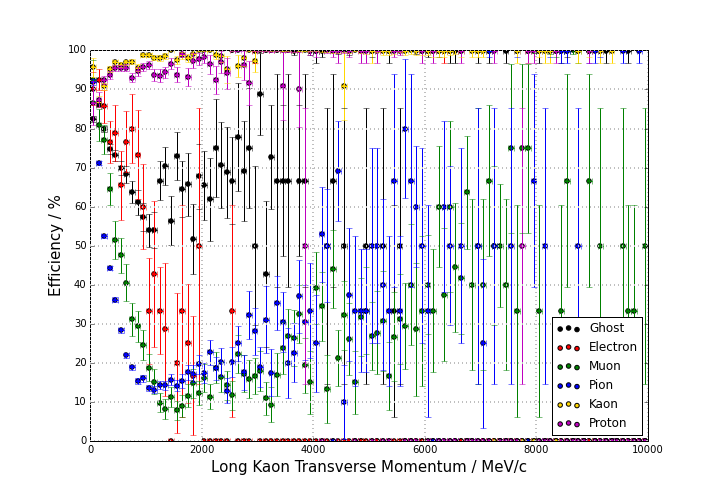 100
90
80
70
60
50
40
30
20
10
0
Efficiency / %
Ghost
Electron
Muon
Pion
Kaon
Proton
0 2000 4000 6000 8000 10000
Long Kaon Transverse Momentum / MeV/c